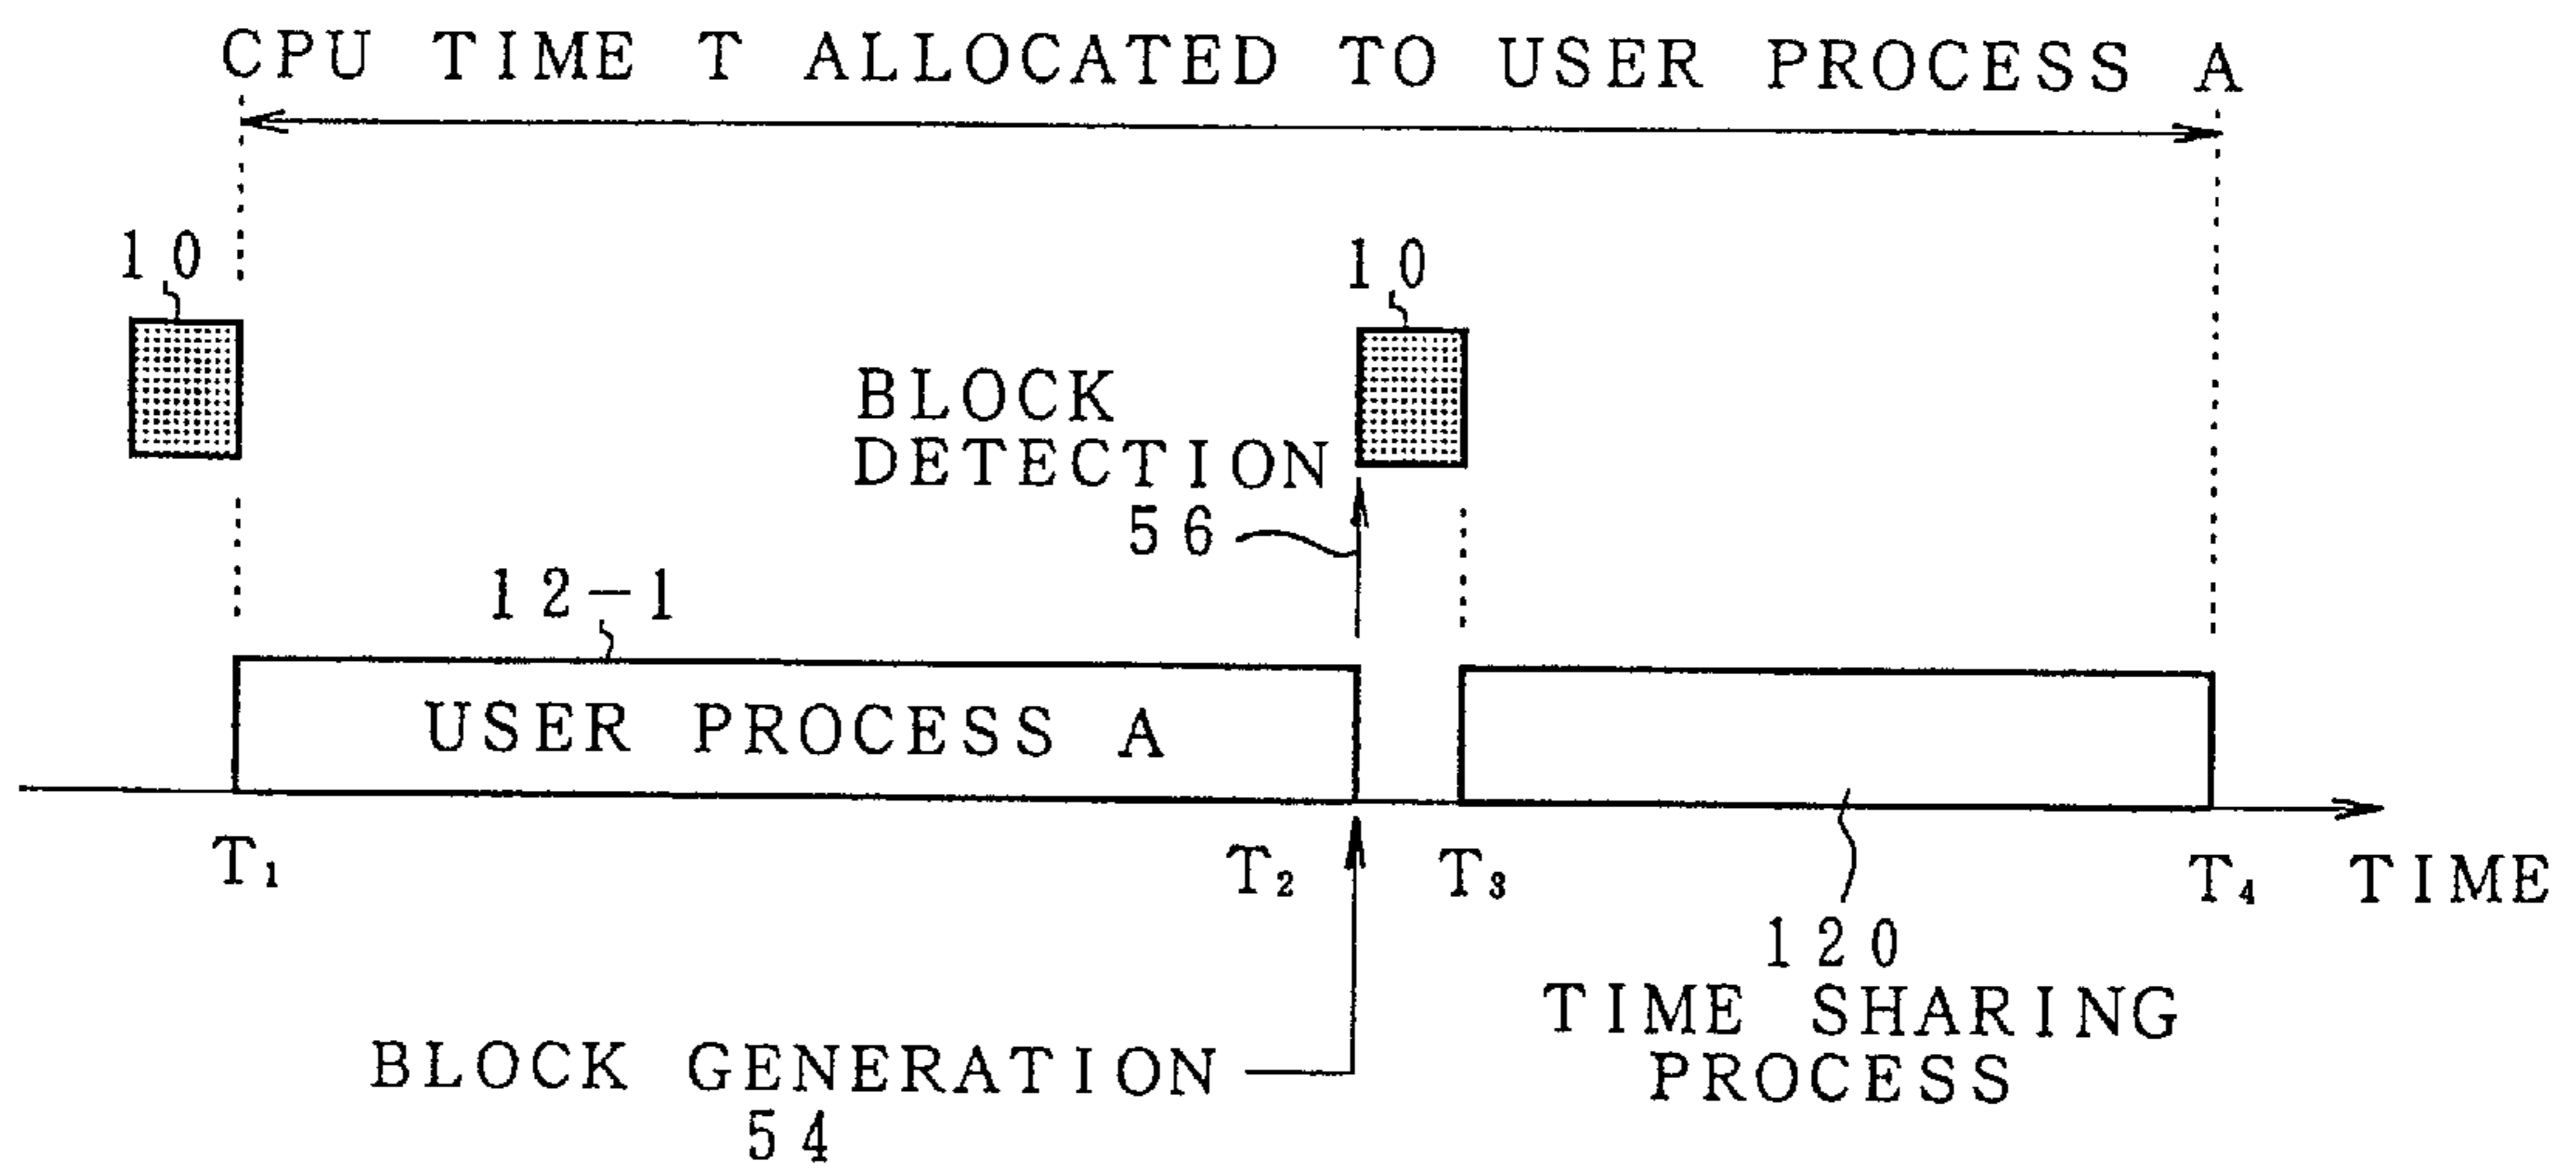 CPU TIME T ALLOCATED TO USER PROCESS A
10
10
BLOCK
DETECTION
56
12-1
USER PROCESS A
T₁
T₂
T₃
T₄
TIME
120
TIME SHARING
PROCESS
BLOCK GENERATION
54